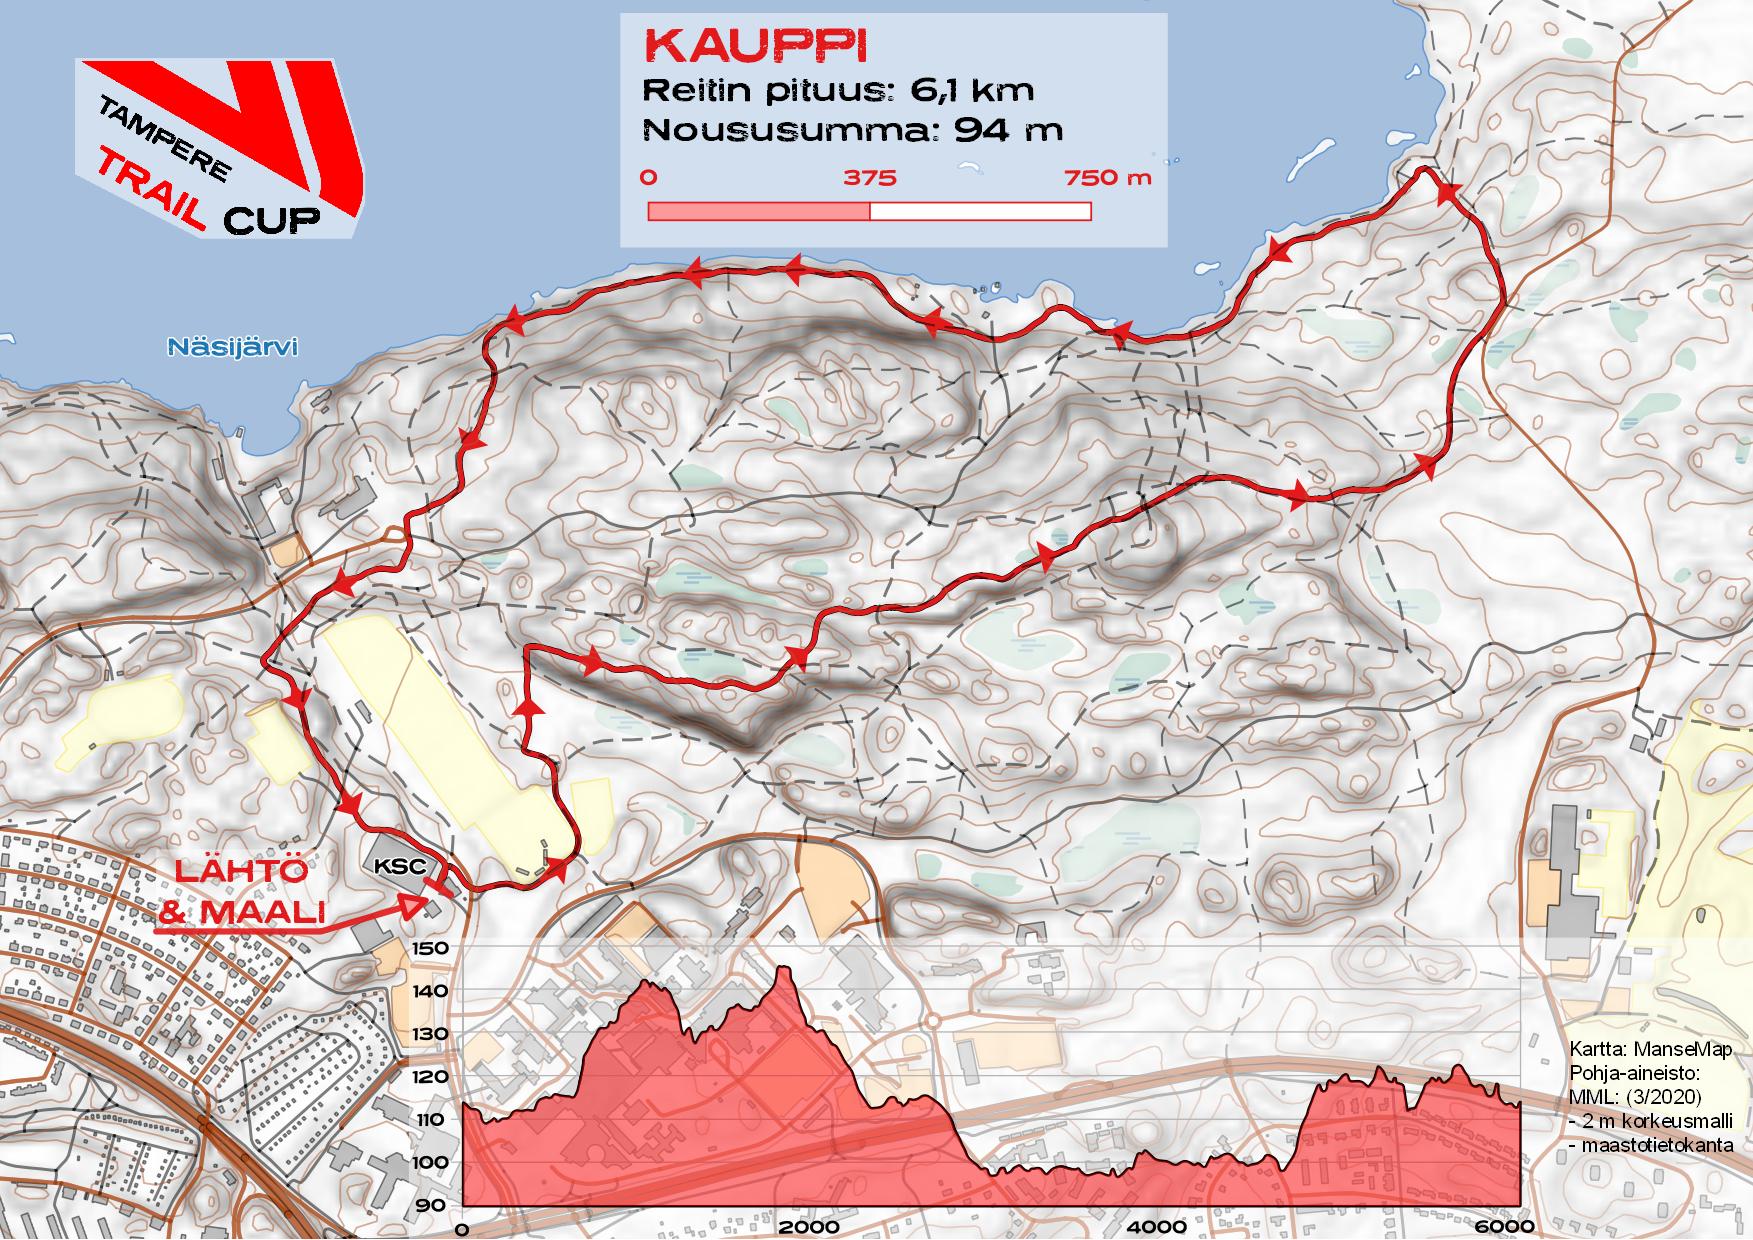 TAMPERE
TRAIL CUP
KAUPPI
Reitin pituus: 6,1 km
Noususumma: 94 m
0 375 750 m
Näsijärvi
KSC
LÄHTÖ
& MAALI
150
140
130
120
110
100
90
0 2000 4000 6000
Kartta: ManseMap
Pohja-aineisto:
MML: (3/2020)
- 2 m korkeusmalli
- maastotietokanta